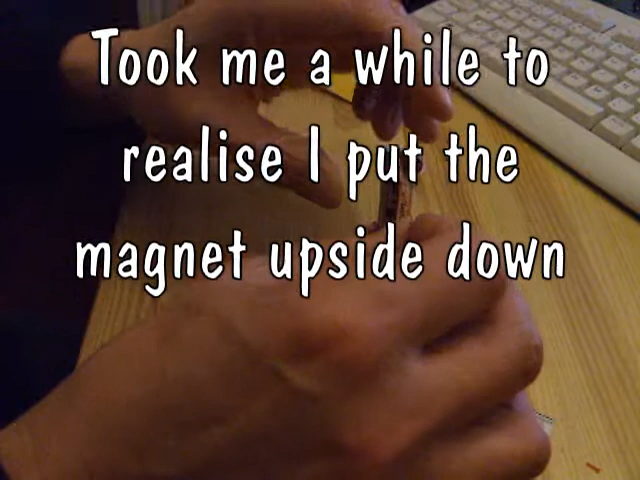 Took me a while to
realise I put the
magnet upside down